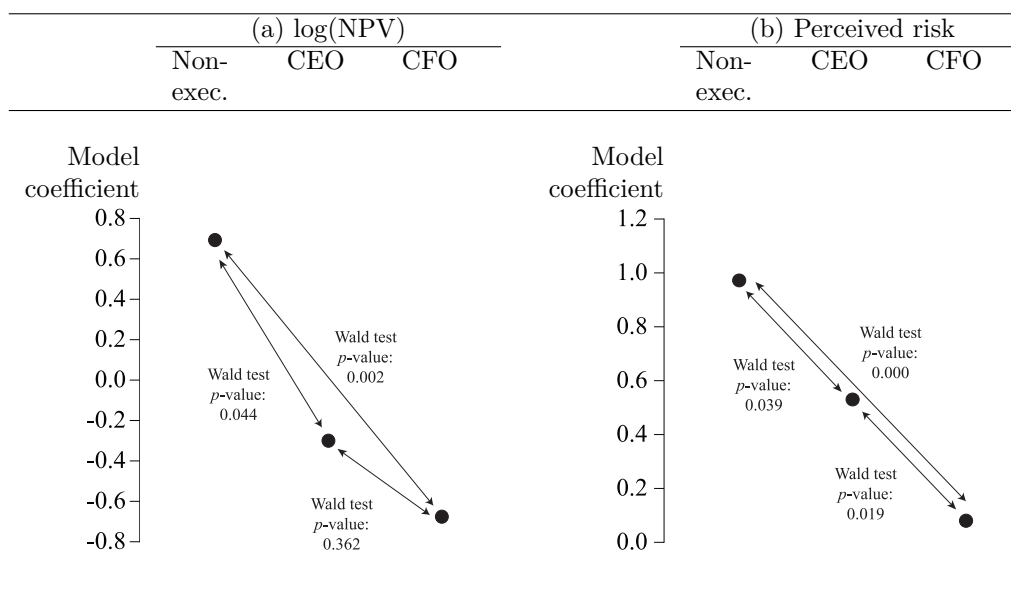 (a) log(NPV)
(b) Perceived risk
Non-
exec.
CEO
CFO
Non-
exec.
CEO
CFO
Model
coefficient
0.8
0.6
0.4
0.2
0.0
-0.2
-0.4
-0.6
-0.8
Wald test
p-value:
0.002
Wald test
p-value:
0.044
Wald test
p-value:
0.362
Model
coefficient
1.2
1.0
0.8
0.6
0.4
0.2
0.0
Wald test
p-value:
0.000
Wald test
p-value:
0.039
Wald test
p-value:
0.019